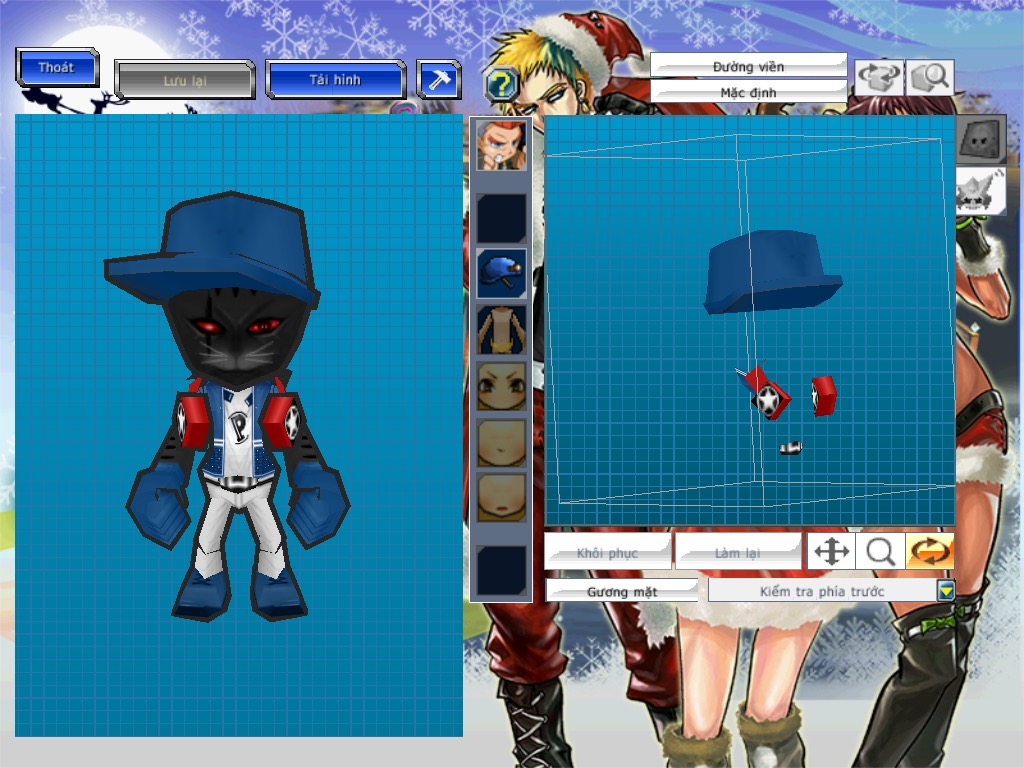 Thoát
Lưu lại
Tải hình
?
Đường viền
Mặc định
P
Khôi phục
Làm lại
Gương mặt
Kiểm tra phía trước